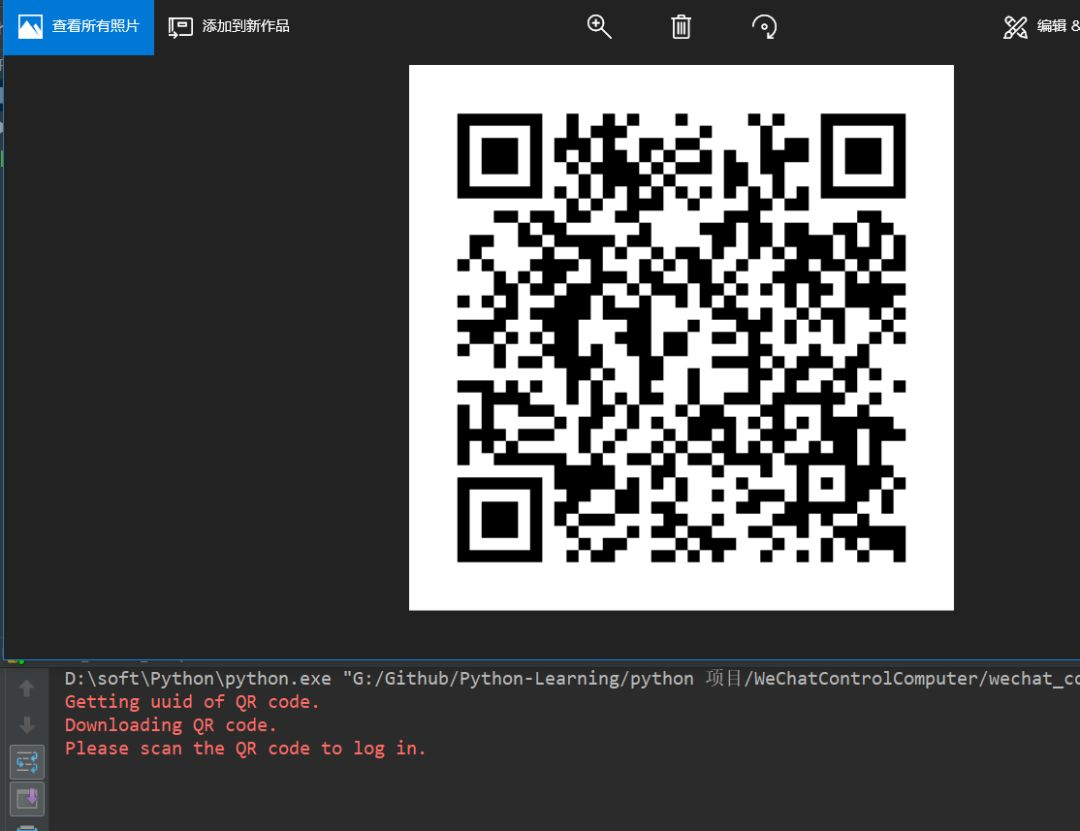 查看所有照片 添加到新作品 编辑 &
D:\soft\Python\python.exe "G:/Github/Python-Learning/python 项目/WeChatControlComputer/wechat_co
Getting uuid of QR code.
Downloading QR code.
Please scan the QR code to log in.